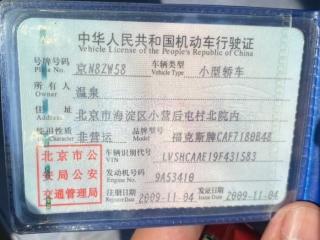 中华人民共和国机动车行驶证
Vehicle License of the People's Republic of China
号牌号码 京N8ZW58 车辆类型 小型轿车
Plate No. Vehicle Type
所有人 温泉
Owner
住址 北京市海淀区小营后屯村北院内
Address
使用性质 非营运 品牌型号 福克斯牌CAF7180B48
北京市公安局公安交通管理局
车辆识别代号 LVSHCAAE19F431583
VIN
发动机号码 9A53410
Engine No.
注册日期 2009-11-04 发证日期 2009-11-04
Register Date Issue Date